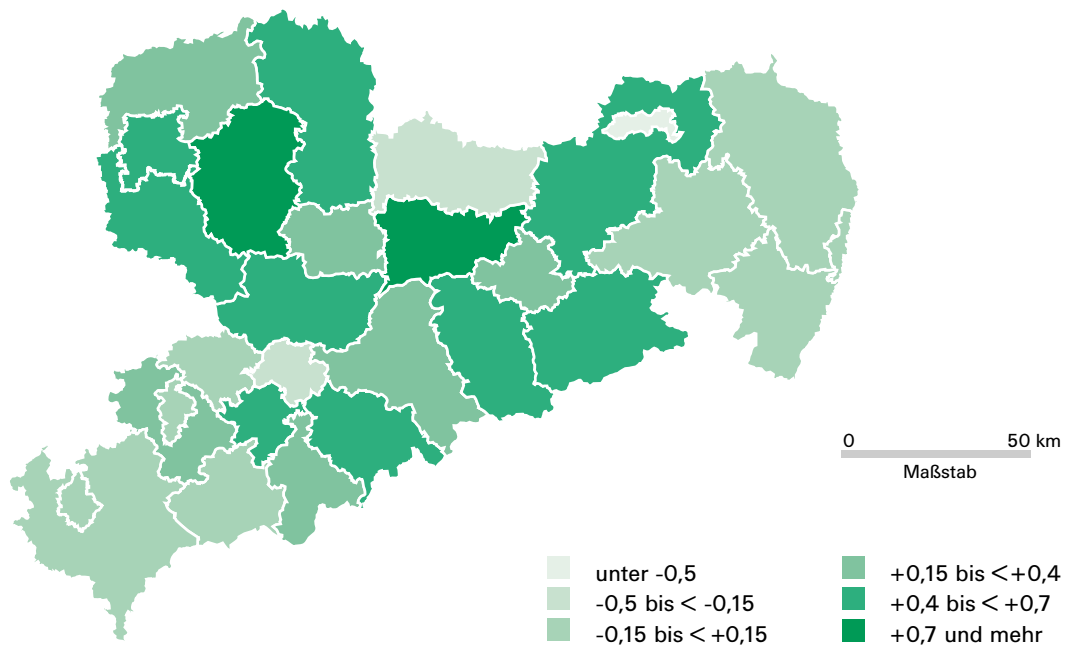 0 50 km
Maßstab
unter -0,5
-0,5 bis < -0,15
-0,15 bis < +0,15
+0,15 bis < +0,4
+0,4 bis < +0,7
+0,7 und mehr